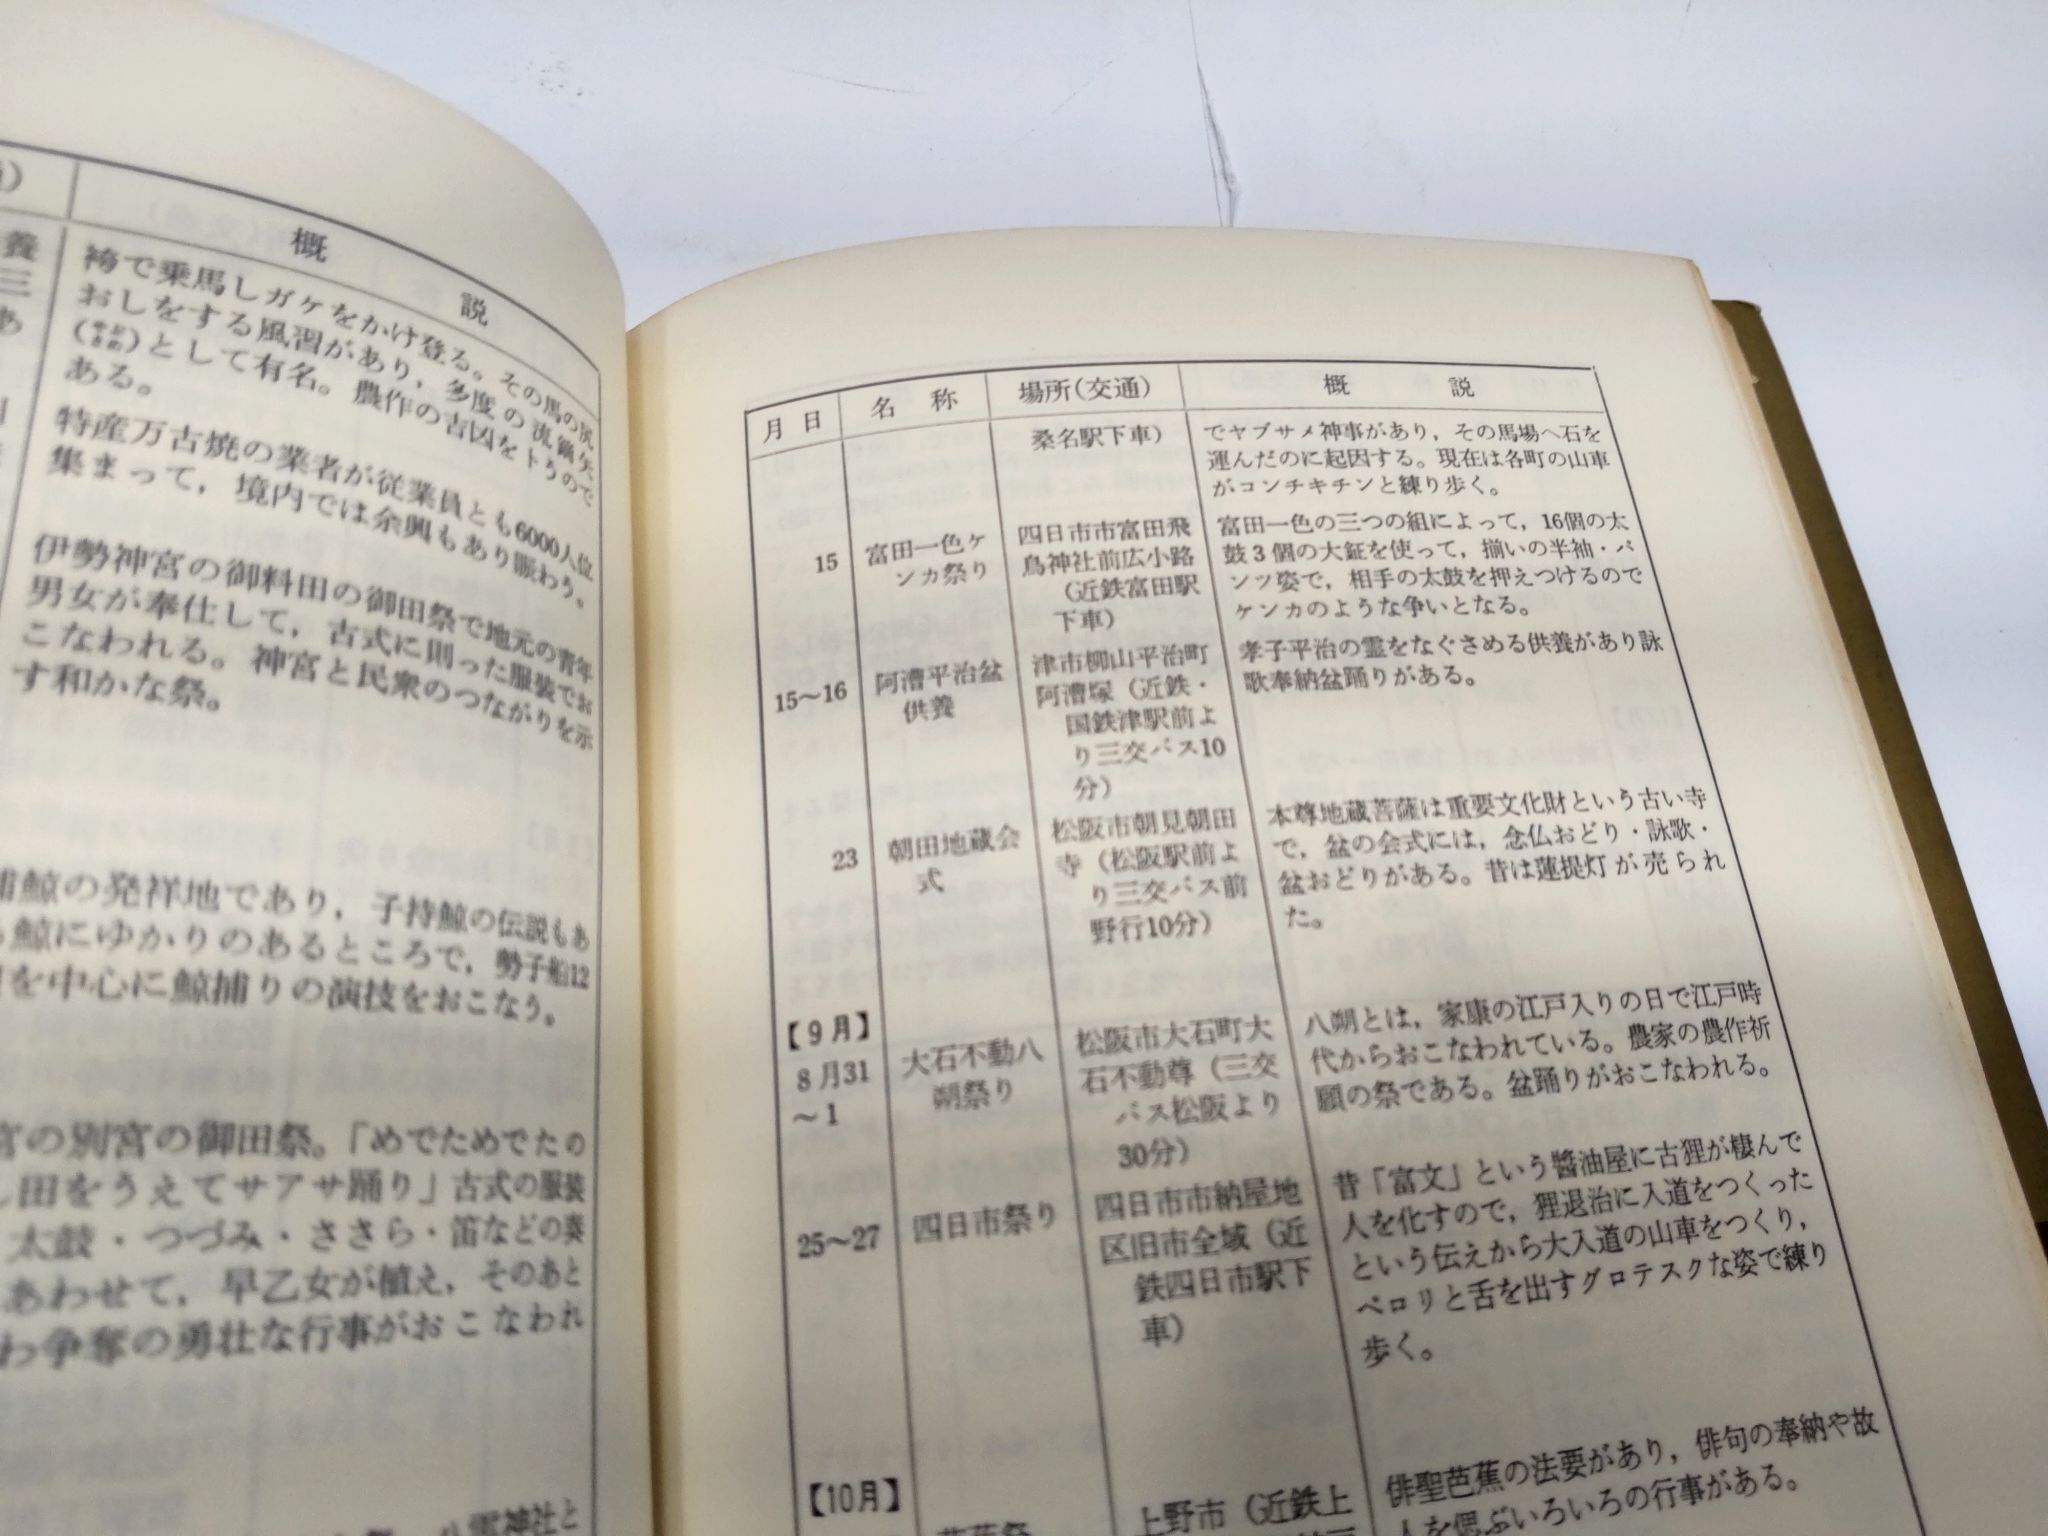 概　説
養
三
あ
袴で乗馬しガケをかけ登る。その馬の尻
おしをする風習があり，多度の流鏑矢
として有名。農作の吉凶をトうので
ある。
特産万古焼の業者が従業員とも6000人位
集まって，境内では余興もあり賑わう。
伊勢神宮の御料田の御田祭で地元の青年
男女が奉仕して，古式に則った服装でお
こなわれる。神宮と民衆のつながりを示
す和かな祭。
捕鯨の発祥地であり，子持鯨の伝説もあ
鯨にゆかりのあるところで，勢子船12
を中心に鯨捕りの演技をおこなう。
宮の別宮の御田祭。「めでためでたの
し田をうえてサアサ踊り」古式の服装
太鼓・つづみ・ささら・笛などの奏
あわせて，早乙女が植え，そのあと
わ争奪の勇壮な行事がおこなわれ
八雲神社と
月日　名称　場所(交通)　概　説
桑名駅下車）
でヤブサメ神事があり，その馬場へ石を
運んだのに起因する。現在は各町の山車
がコンチキチンと練り歩く。
15
富田一色ケ
ンカ祭り
四日市市富田飛
鳥神社前広小路
（近鉄富田駅
下車）
富田一色の三つの組によって，16個の太
鼓3個の大鉦を使って，揃いの半袖・パ
ンツ姿で，相手の太鼓を押えつけるので
ケンカのような争いとなる。
15～16
阿漕平治盆
供養
津市柳山平治町
阿漕塚（近鉄・
国鉄津駅前よ
り三交バス10
分）
孝子平治の霊をなぐさめる供養があり詠
歌奉納盆踊りがある。
23
朝田地蔵会
式
松阪市朝見朝田
寺（松阪駅前よ
り三交バス前
野行10分）
本尊地蔵菩薩は重要文化財という古い寺
で，盆の会式には，念仏おどり・詠歌・
盆おどりがある。昔は蓮提灯が売られ
た。
【9月】
8月31
～1
大石不動八
朔祭り
松阪市大石町大
石不動尊（三交
バス松阪より
30分）
八朔とは，家康の江戸入りの日で江戸時
代からおこなわれている。農家の農作祈
願の祭である。盆踊りがおこなわれる。
25～27
四日市祭り
四日市市納屋地
区旧市全域（近
鉄四日市駅下
車）
昔「富文」という醬油屋に古狸が棲んで
人を化すので，狸退治に入道をつくった
という伝えから大入道の山車をつくり，
ペロリと舌を出すグロテスクな姿で練り
歩く。
【10月】
芭蕉祭
上野市（近鉄上
俳聖芭蕉の法要があり，俳句の奉納や故
人を偲ぶいろいろの行事がある。